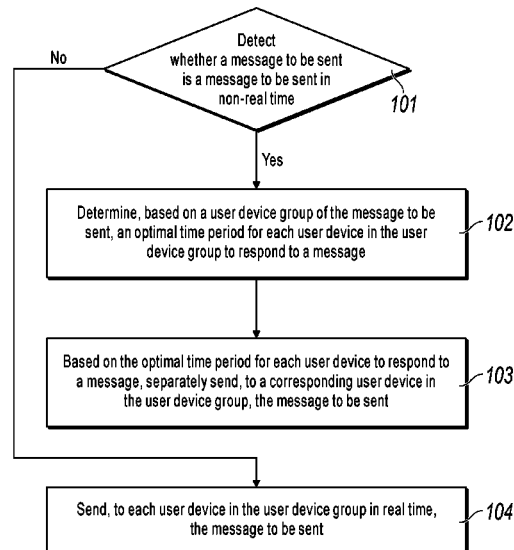 Detect
whether a message to be sent
is a message to be sent in
non-real time
No
101
Yes
Determine, based on a user device group of the message to be
sent, an optimal time period for each user device in the user
device group to respond to a message
102
Based on the optimal time period for each user device to respond to
a message, separately send, to a corresponding user device in
the user device group, the message to be sent
103
Send, to each user device in the user device group in real time,
the message to be sent
104